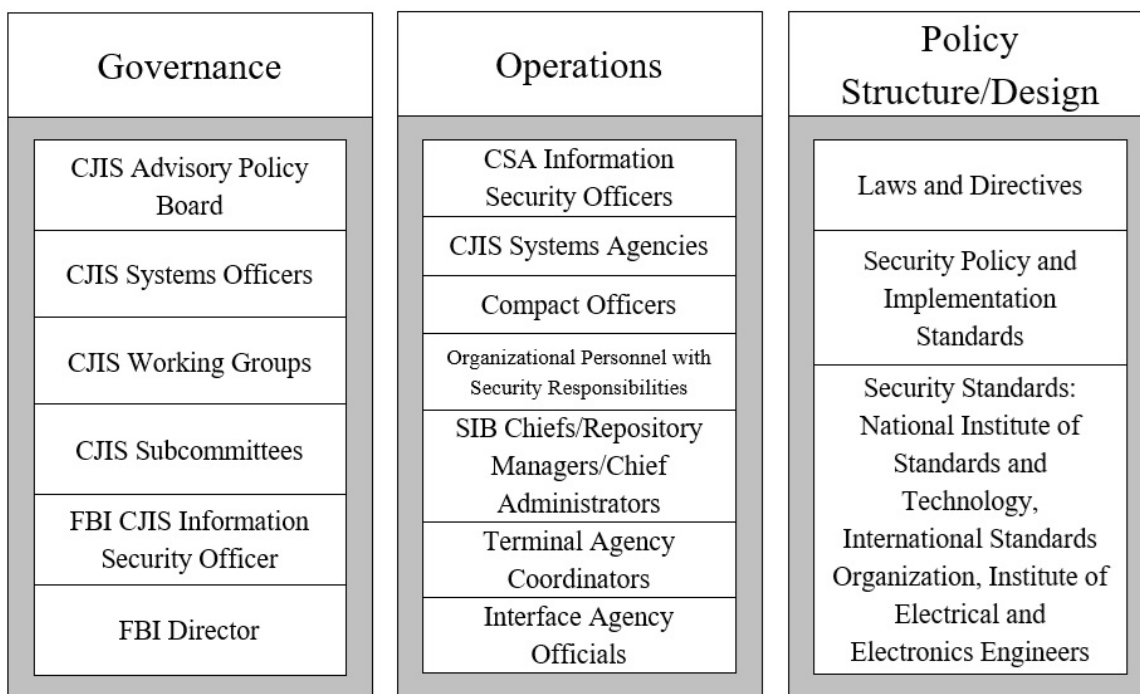 Governance
CJIS Advisory Policy
Board
CJIS Systems Officers
CJIS Working Groups
CJIS Subcommittees
FBI CJIS Information
Security Officer
FBI Director
Operations
CSA Information
Security Officers
CJIS Systems Agencies
Compact Officers
Organizational Personnel with
Security Responsibilities
SIB Chiefs/Repository
Managers/Chief
Administrators
Terminal Agency
Coordinators
Interface Agency
Officials
Policy
Structure/Design
Laws and Directives
Security Policy and
Implementation
Standards
Security Standards:
National Institute of
Standards and
Technology,
International Standards
Organization, Institute of
Electrical and
Electronics Engineers